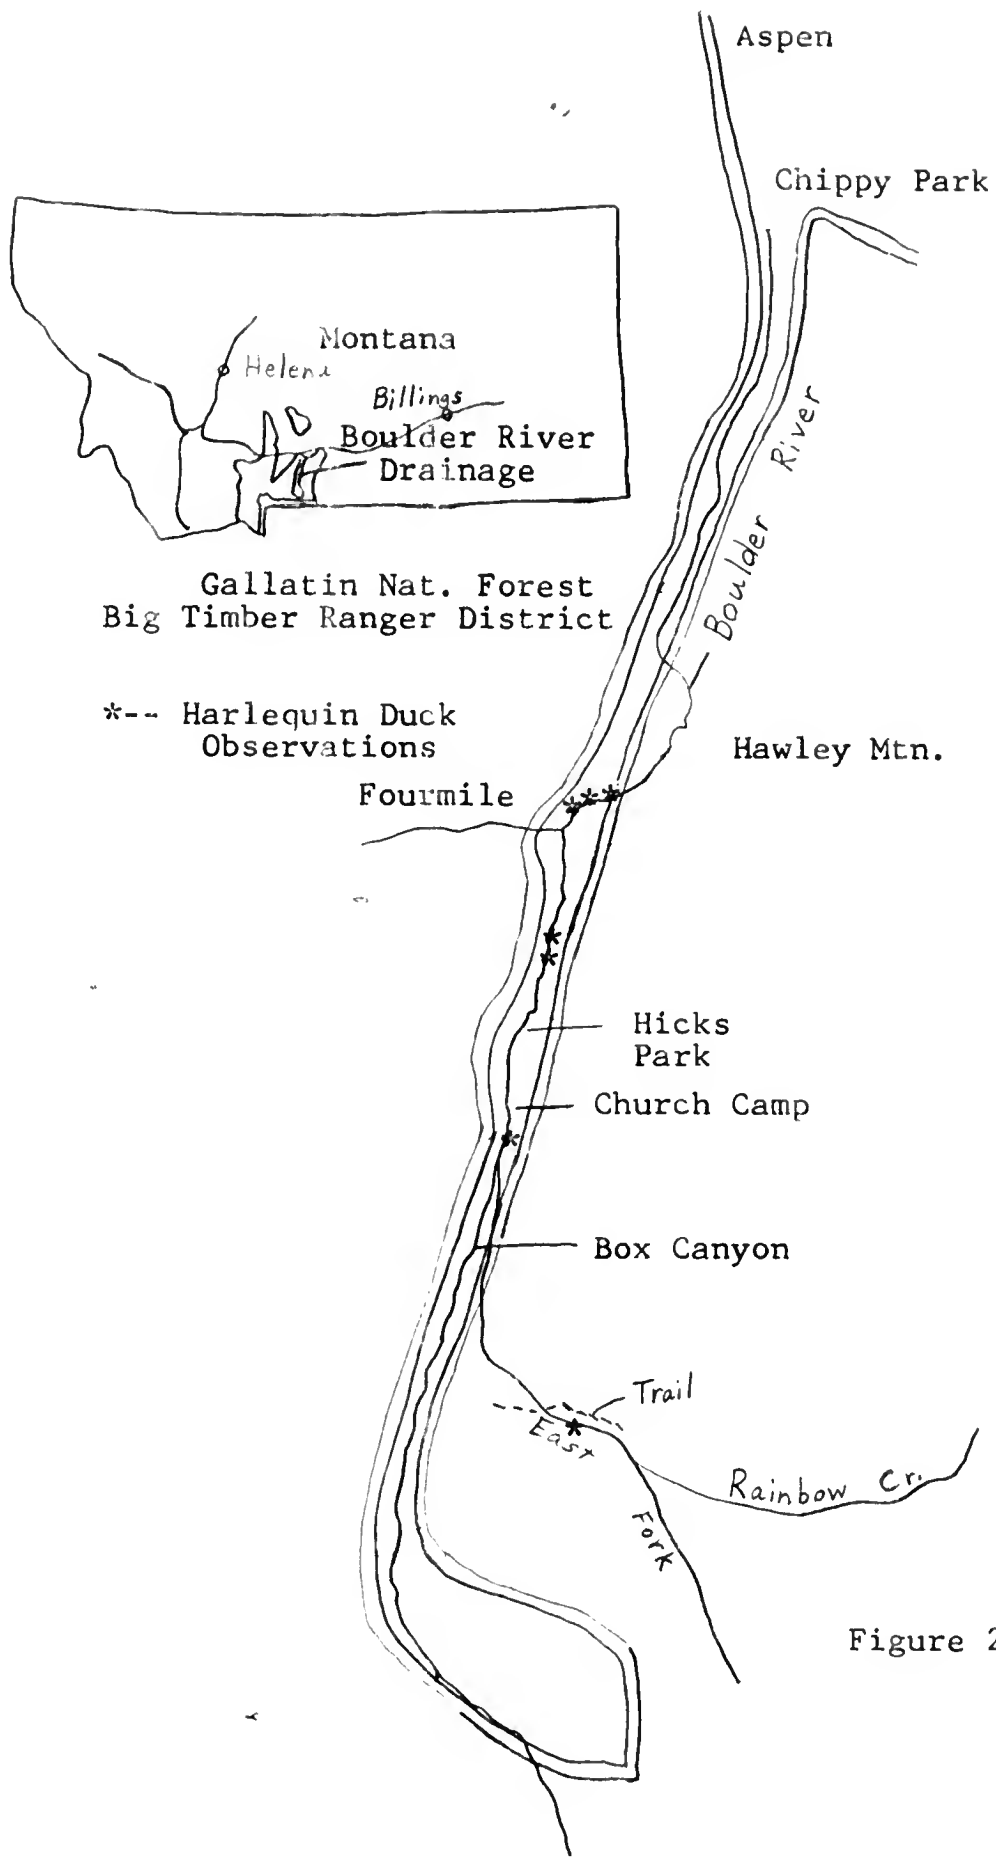 Aspen
Chippy Park
Montana
Helena
Billings
Boulder River
Drainage
Boulder River
Gallatin Nat. Forest
Big Timber Ranger District
*-- Harlequin Duck
Observations
Hawley Mtn.
Fourmile
Hicks
Park
Church Camp
Box Canyon
Trail
East
Fork
Rainbow Cr.
Figure 2